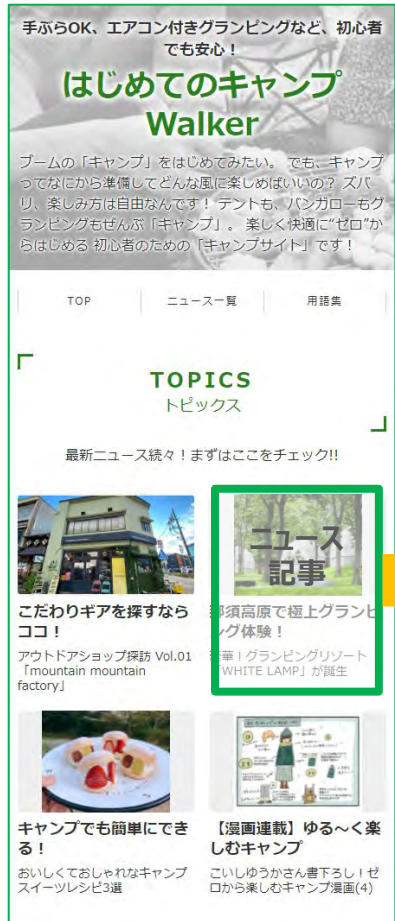 手ぶらOK、エアコン付きグランピングなど、初心者
でも安心！
はじめてのキャンプ
Walker
ブームの「キャンプ」をはじめてみたい。 でも、キャンプ
ってなにから準備してどんな風に楽しめばいいの？ ズバ
リ、楽しみ方は自由なんです！ テントも、バンガローもグ
ランピングもぜんぶ「キャンプ」。 楽しく快適に"ゼロ"か
らはじめる 初心者のための「キャンプサイト」です！
TOP
ニュース一覧
用語集
TOPICS
トピックス
最新ニュース続々！まずはここをチェック!!
こだわりギアを探すなら
ココ！
アウトドアショップ探訪 Vol.01
「mountain mountain
factory」
ニュース
記事
那須高原で極上グランピ
ング体験！
豪華！グランピングリゾート
「WHITE LAMP」が誕生
キャンプでも簡単にでき
る！
おいしくておしゃれなキャンプ
スイーツレシピ3選
【漫画連載】ゆる～く楽
しむキャンプ
こいしゆうかさん書下ろし！ゼ
ロから楽しむキャンプ漫画(4)